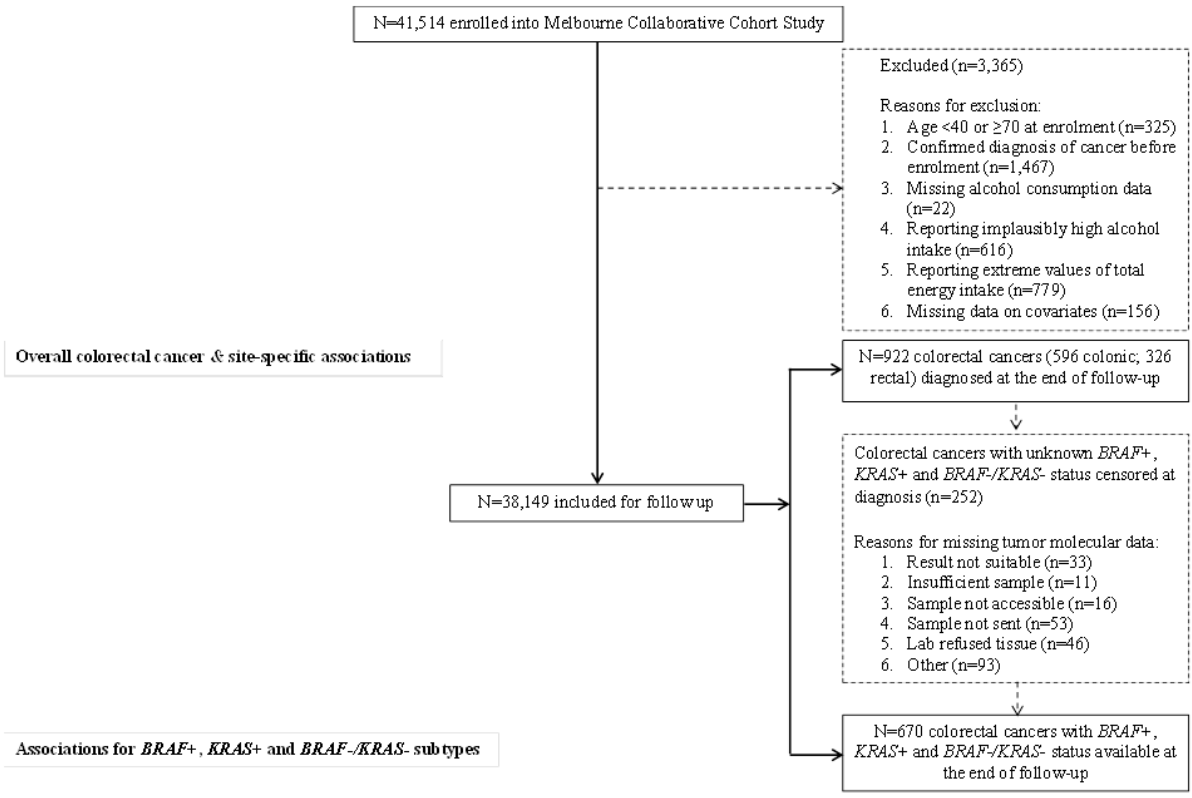 N=41,514 enrolled into Melbourne Collaborative Cohort Study
Excluded (n=3,365)
Reasons for exclusion:
1. Age <40 or ≥70 at enrolment (n=325)
2. Confirmed diagnosis of cancer before
enrolment (n=1,467)
3. Missing alcohol consumption data
(n=22)
4. Reporting implausibly high alcohol
intake (n=616)
5. Reporting extreme values of total
energy intake (n=779)
6. Missing data on covariates (n=156)
Overall colorectal cancer & site-specific associations
N=922 colorectal cancers (596 colonic; 326
rectal) diagnosed at the end of follow-up
N=38,149 included for follow up
Colorectal cancers with unknown BRAF+,
KRAS+ and BRAF-/KRAS- status censored at
diagnosis (n=252)
Reasons for missing tumor molecular data:
1. Result not suitable (n=33)
2. Insufficient sample (n=11)
3. Sample not accessible (n=16)
4. Sample not sent (n=53)
5. Lab refused tissue (n=46)
6. Other (n=93)
Associations for BRAF+, KRAS+ and BRAF-/KRAS- subtypes
N=670 colorectal cancers with BRAF+,
KRAS+ and BRAF-/KRAS- status available at
the end of follow-up